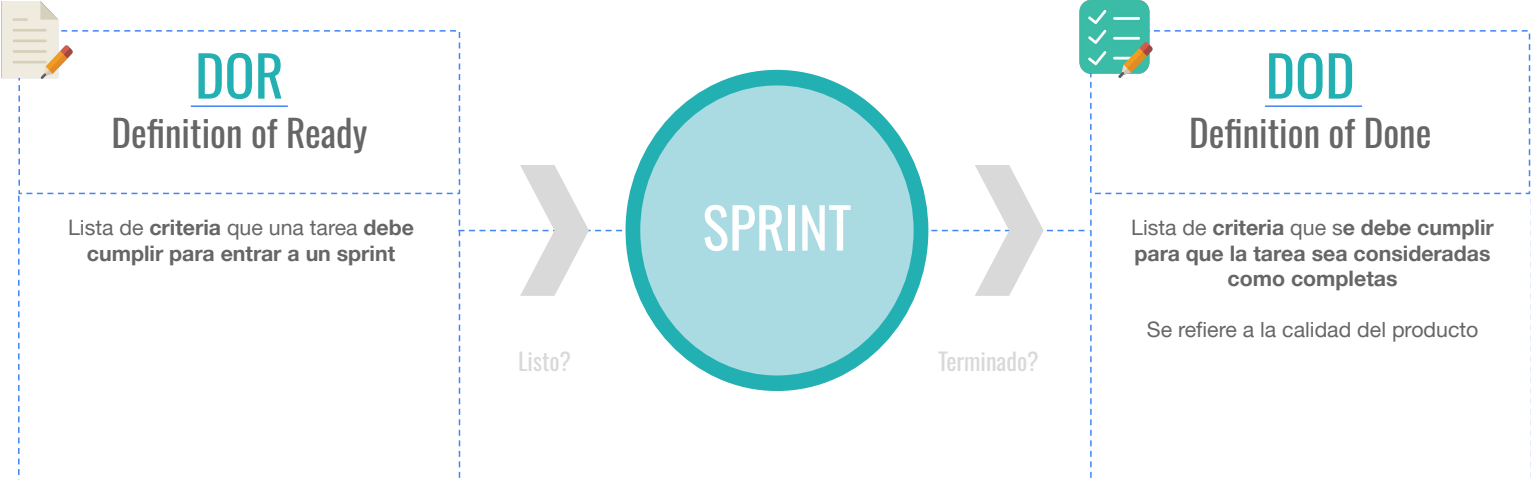 DOR
Definition of Ready
Lista de criteria que una tarea debe
cumplir para entrar a un sprint
Listo?
SPRINT
Terminado?
DOD
Definition of Done
Lista de criteria que se debe cumplir
para que la tarea sea consideradas
como completas
Se refiere a la calidad del producto